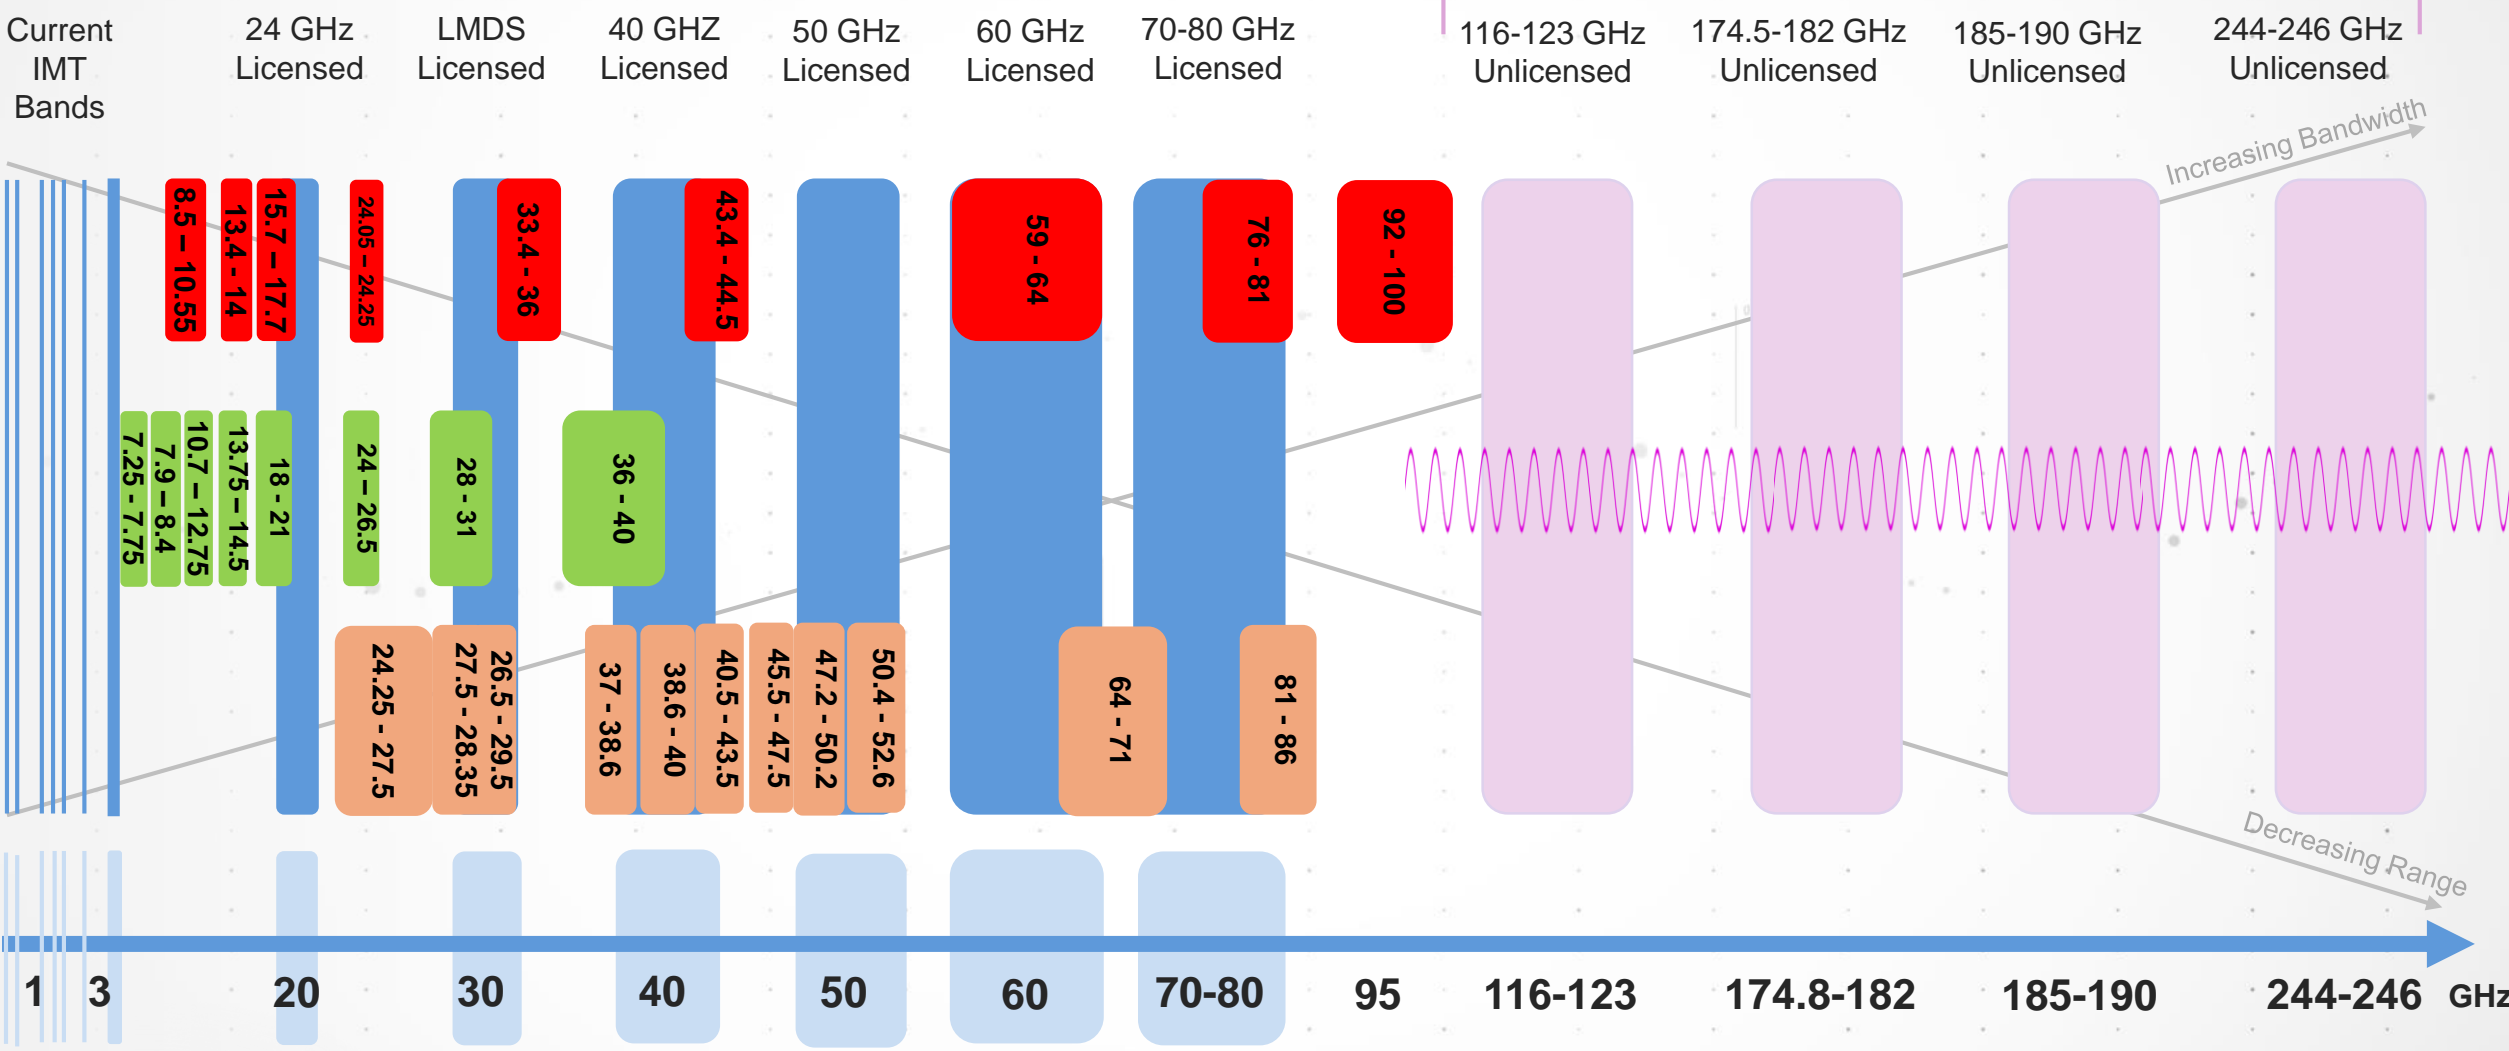 Current
IMT
Bands
24 GHz
Licensed
LMDS
Licensed
40 GHZ
Licensed
50 GHz
Licensed
60 GHz
Licensed
70-80 GHz
Licensed
116-123 GHz
Unlicensed
174.5-182 GHz
Unlicensed
185-190 GHz
Unlicensed
244-246 GHz
Unlicensed
Increasing Bandwidth
8.5 – 10.55
13.4 - 14
15.7 – 17.7
24.05 – 24.25
33.4 - 36
43.4 - 44.5
59 - 64
76 - 81
92 - 100
7.25 - 7.75
7.9 – 8.4
10.7 – 12.75
13.75 – 14.5
18 - 21
24 – 26.5
28 - 31
36 - 40
24.25 - 27.5
26.5 - 29.5
27.5 - 28.35
37 - 38.6
38.6 - 40
40.5 - 43.5
45.5 - 47.5
47.2 - 50.2
50.4 - 52.6
64 - 71
81 - 86
Decreasing Range
1
3
20
30
40
50
60
70-80
95
116-123
174.8-182
185-190
244-246
GHz